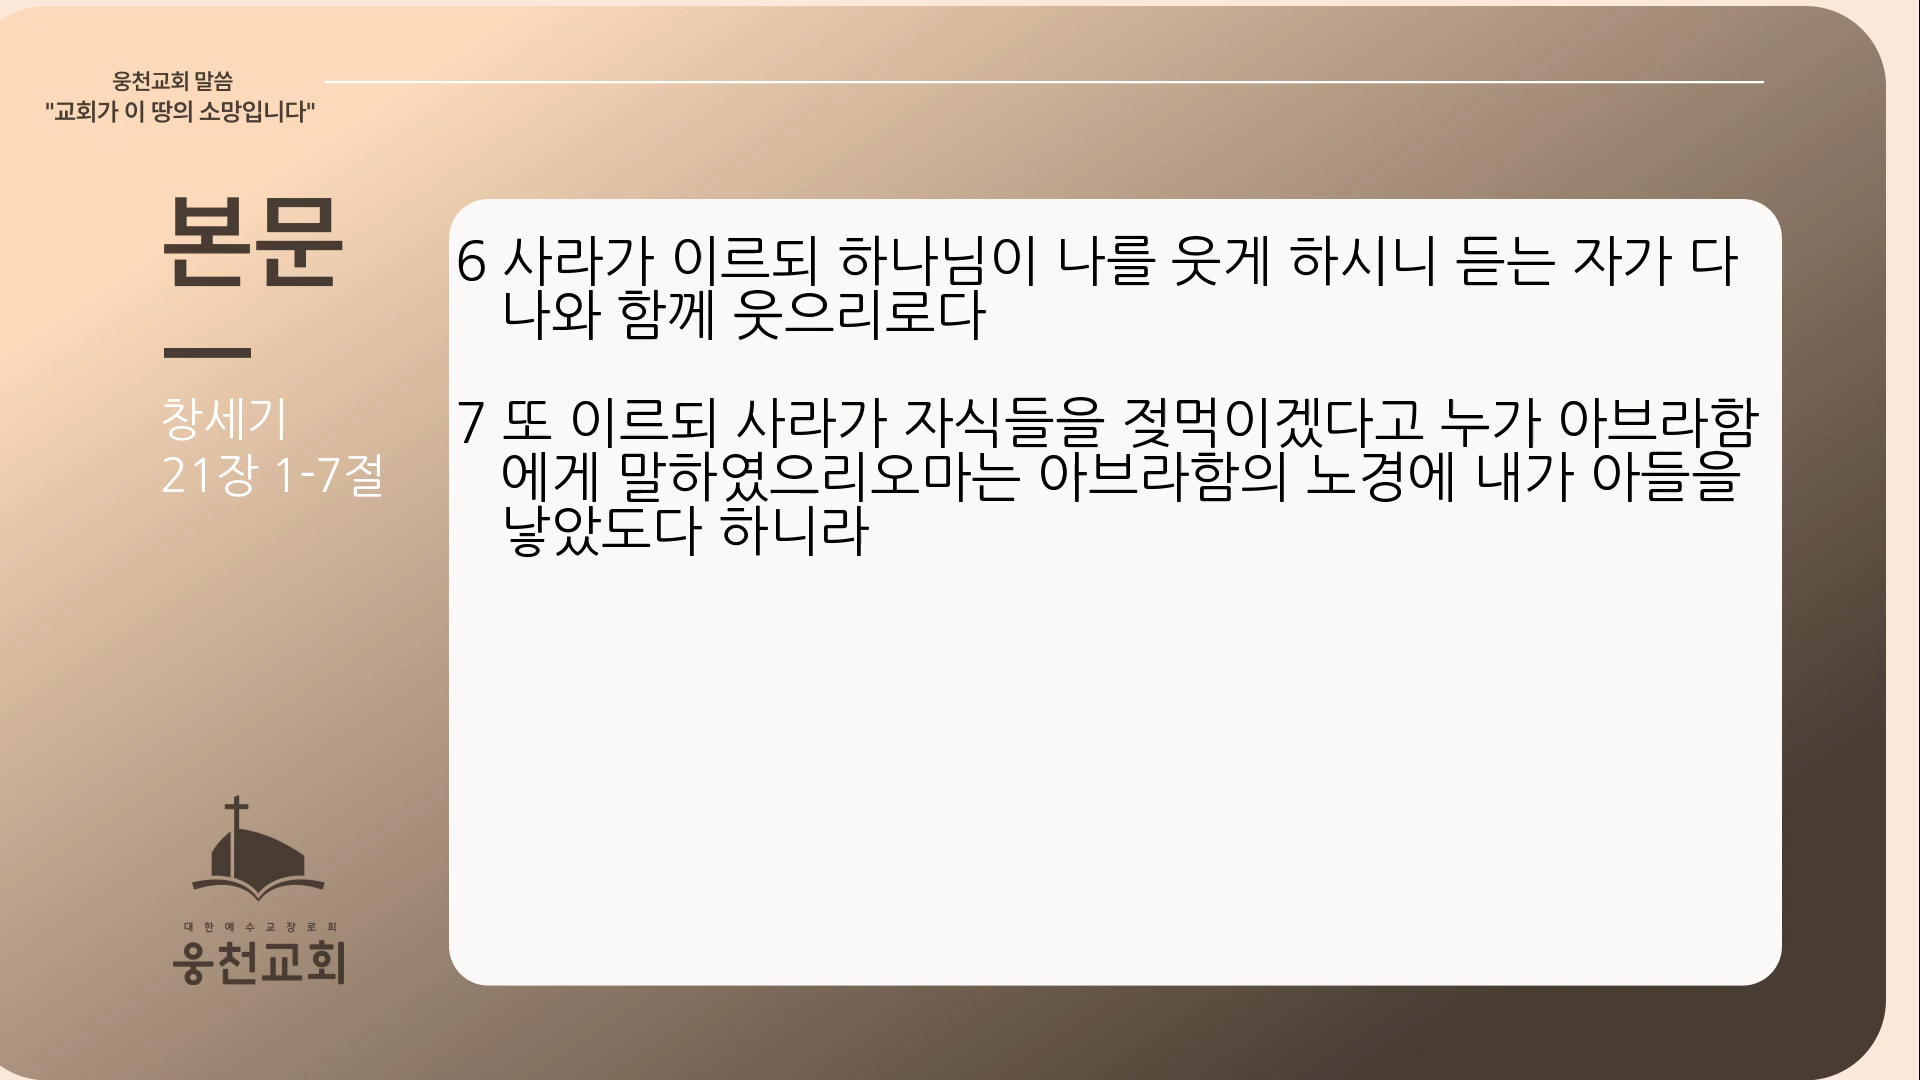 웅천교회 말씀
"교회가 이 땅의 소망입니다"
본문
창세기
21장 1-7절
6 사라가 이르되 하나님이 나를 웃게 하시니 듣는 자가 다
나와 함께 웃으리로다
7 또 이르되 사라가 자식들을 젖먹이겠다고 누가 아브라함
에게 말하였으리오마는 아브라함의 노경에 내가 아들을
낳았도다 하니라
대한예수교장로회
웅천교회